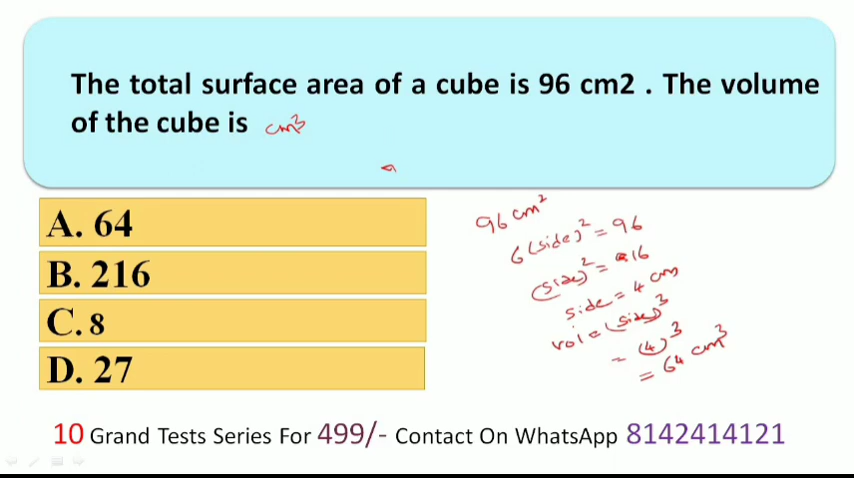 The total surface area of a cube is 96 cm2 . The volume
of the cube is cm³
A. 64
B. 216
C. 8
D. 27
96 cm²
6(side)² = 96
(side)² = 16
side = 4 cm
vol = (side)³
= (4)³
= 64 cm³
10 Grand Tests Series For 499/- Contact On WhatsApp 8142414121